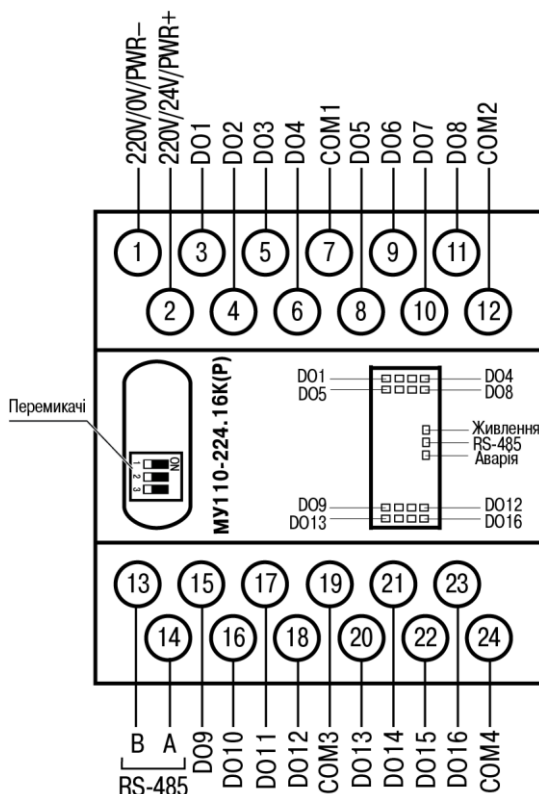 220V/0V/PWR–
220V/24V/PWR+
DO1
DO2
DO3
DO4
COM1
DO5
DO6
DO7
DO8
COM2
1 3 5 7 9 11
2 4 6 8 10 12
Перемикачі
ON
1
2
3
МУ110-224.16К(Р)
DO1 DO4
DO5 DO8
Живлення
RS-485
Аварія
DO9 DO12
DO13 DO16
13 15 17 19 21 23
14 16 18 20 22 24
B
A
RS-485
DO9
DO10
DO11
DO12
COM3
DO13
DO14
DO15
DO16
COM4